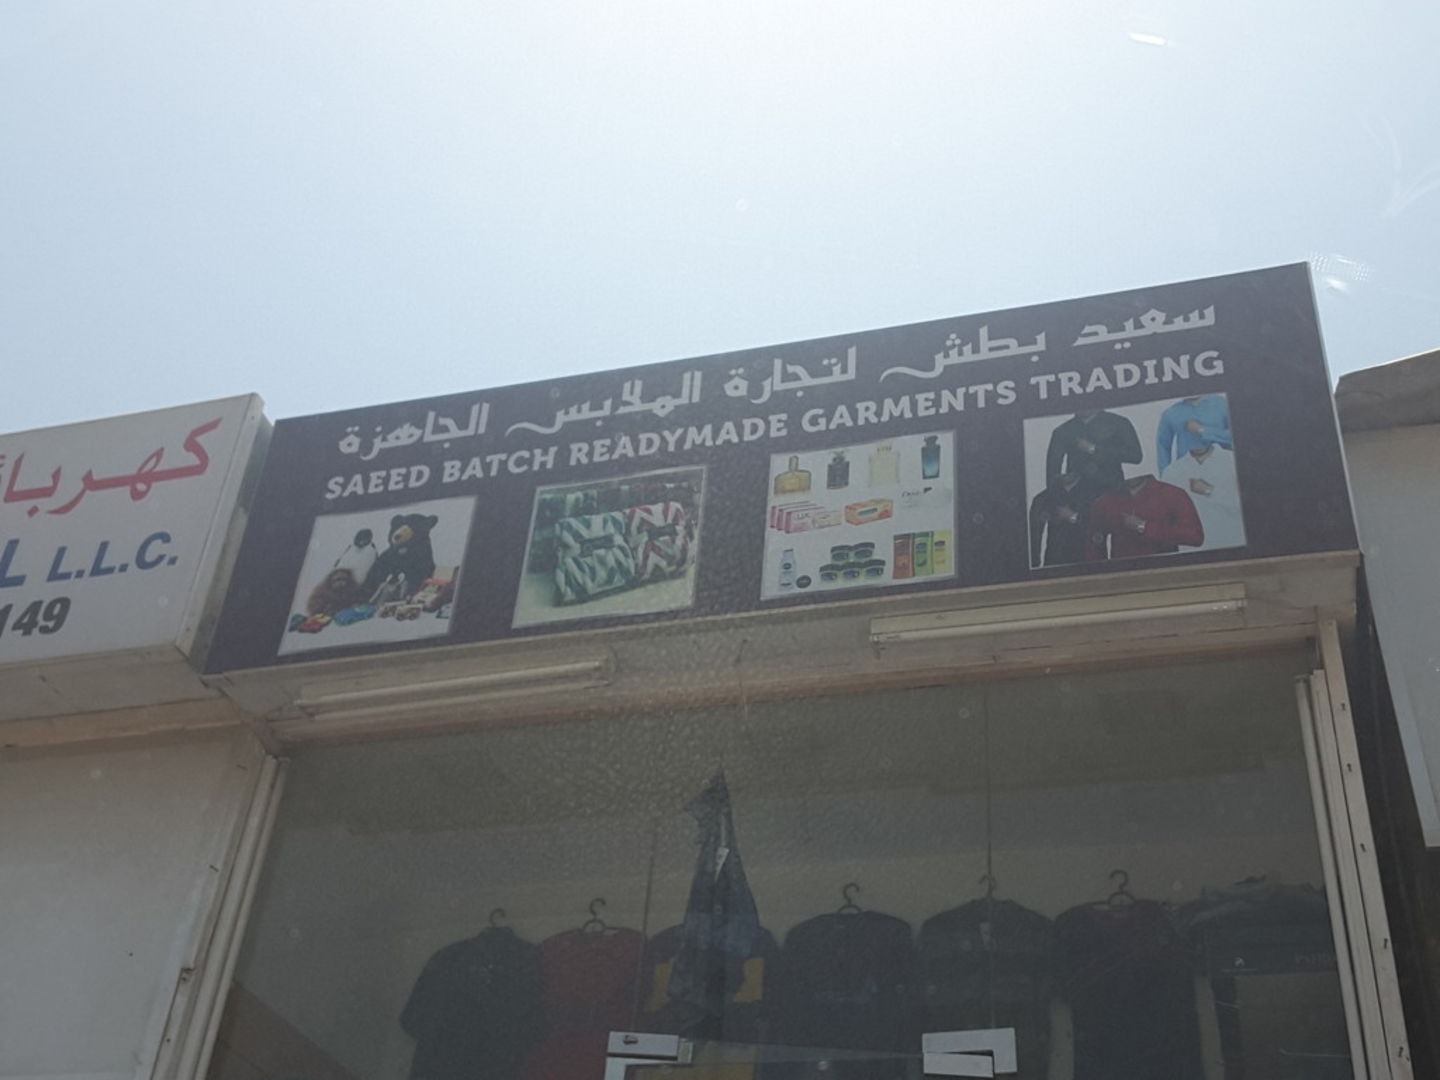 سعيد بطش لتجارة الملابس الجاهزة
SAEED BATCH READYMADE GARMENTS TRADING
L L.L.C.
149